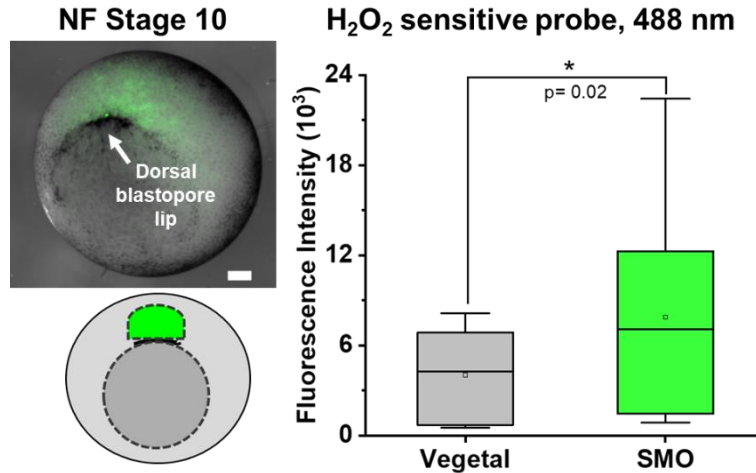 NF Stage 10
Dorsal
blastopore
lip
H₂O₂ sensitive probe, 488 nm
Fluorescence Intensity (10³)
24
18
12
6
0
*
p= 0.02
Vegetal
SMO